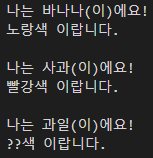 나는 바나나(이)에요!
노랑색 이랍니다.

나는 사과(이)에요!
빨강색 이랍니다.

나는 과일(이)에요!
??색 이랍니다.